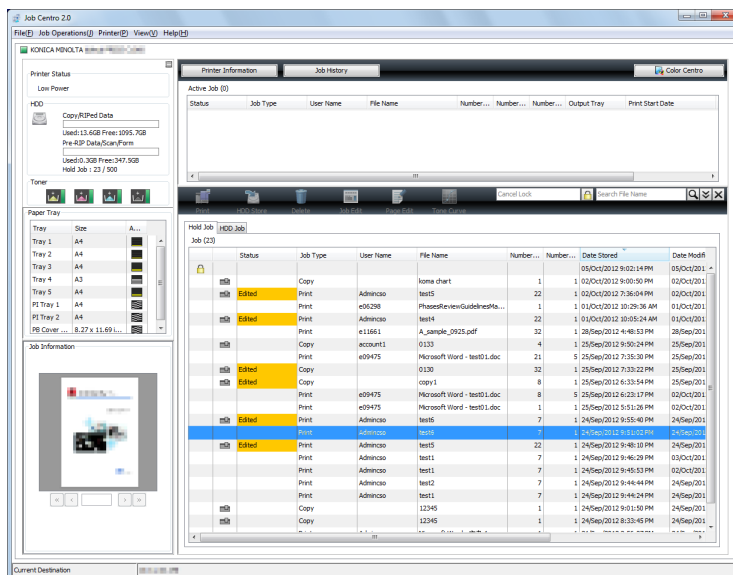 Job Centro 2.0
File(F) Job Operations(J) Printer(P) View(V) Help(H)
KONICA MINOLTA
Printer Status
Low Power
HDD
Copy/RIPed Data
Used:13.6GB Free:1095.7GB
Pre-RIP Data/Scan/Form
Used:0.3GB Free:347.5GB
Hold Job : 23 / 500
Toner
Paper Tray
Tray Size A...
Tray 1 A4
Tray 2 A4
Tray 3 A4
Tray 4 A3
Tray 5 A4
PI Tray 1 A4
PI Tray 2 A4
PB Cover ... 8.27 x 11.69 i...
Job Information
Printer Information Job History Color Centro
Active Job (0)
Status Job Type User Name File Name Number... Number... Number... Output Tray Print Start Date
Print HDD Store Delete Job Edit Page Edit Tone Curve Cancel Lock Search File Name
Hold Job HDD Job
Job (23)
Status Job Type User Name File Name Number... Number... Date Stored Date Modifi
05/Oct/2012 9:02:14 PM 05/Oct/201
Copy koma chart 1 1 02/Oct/2012 9:00:50 PM 02/Oct/201
Edited Print Admincso test5 22 1 02/Oct/2012 7:36:04 PM 02/Oct/201
Print e06298 PhasesReviewGuidelinesMa... 1 1 01/Oct/2012 10:29:36 AM 01/Oct/201
Edited Print Admincso test4 22 1 01/Oct/2012 10:05:24 AM 01/Oct/201
Print e11661 A_sample_0925.pdf 32 1 28/Sep/2012 4:48:53 PM 28/Sep/201
Copy account1 0133 4 1 25/Sep/2012 9:50:24 PM 25/Sep/201
Print e09475 Microsoft Word - test01.doc 21 5 25/Sep/2012 7:35:30 PM 25/Sep/201
Edited Copy 0130 32 1 25/Sep/2012 7:33:22 PM 25/Sep/201
Edited Copy copy1 8 1 25/Sep/2012 6:33:54 PM 25/Sep/201
Print e09475 Microsoft Word - test01.doc 8 5 25/Sep/2012 6:23:17 PM 02/Oct/201
Print e09475 Microsoft Word - test01.doc 1 1 25/Sep/2012 5:51:26 PM 02/Oct/201
Edited Print Admincso test6 7 1 24/Sep/2012 9:55:40 PM 24/Sep/201
Print Admincso test6 7 1 24/Sep/2012 9:51:02 PM 24/Sep/201
Edited Print Admincso test5 22 1 24/Sep/2012 9:48:10 PM 24/Sep/201
Print Admincso test1 7 1 24/Sep/2012 9:46:29 PM 03/Oct/201
Print Admincso test1 7 1 24/Sep/2012 9:45:53 PM 02/Oct/201
Print Admincso test2 7 1 24/Sep/2012 9:44:44 PM 24/Sep/201
Print Admincso test1 7 1 24/Sep/2012 9:44:24 PM 24/Sep/201
Copy 12345 1 1 24/Sep/2012 9:01:50 PM 24/Sep/201
Copy 12345 1 1 24/Sep/2012 8:33:45 PM 24/Sep/201
Current Destination